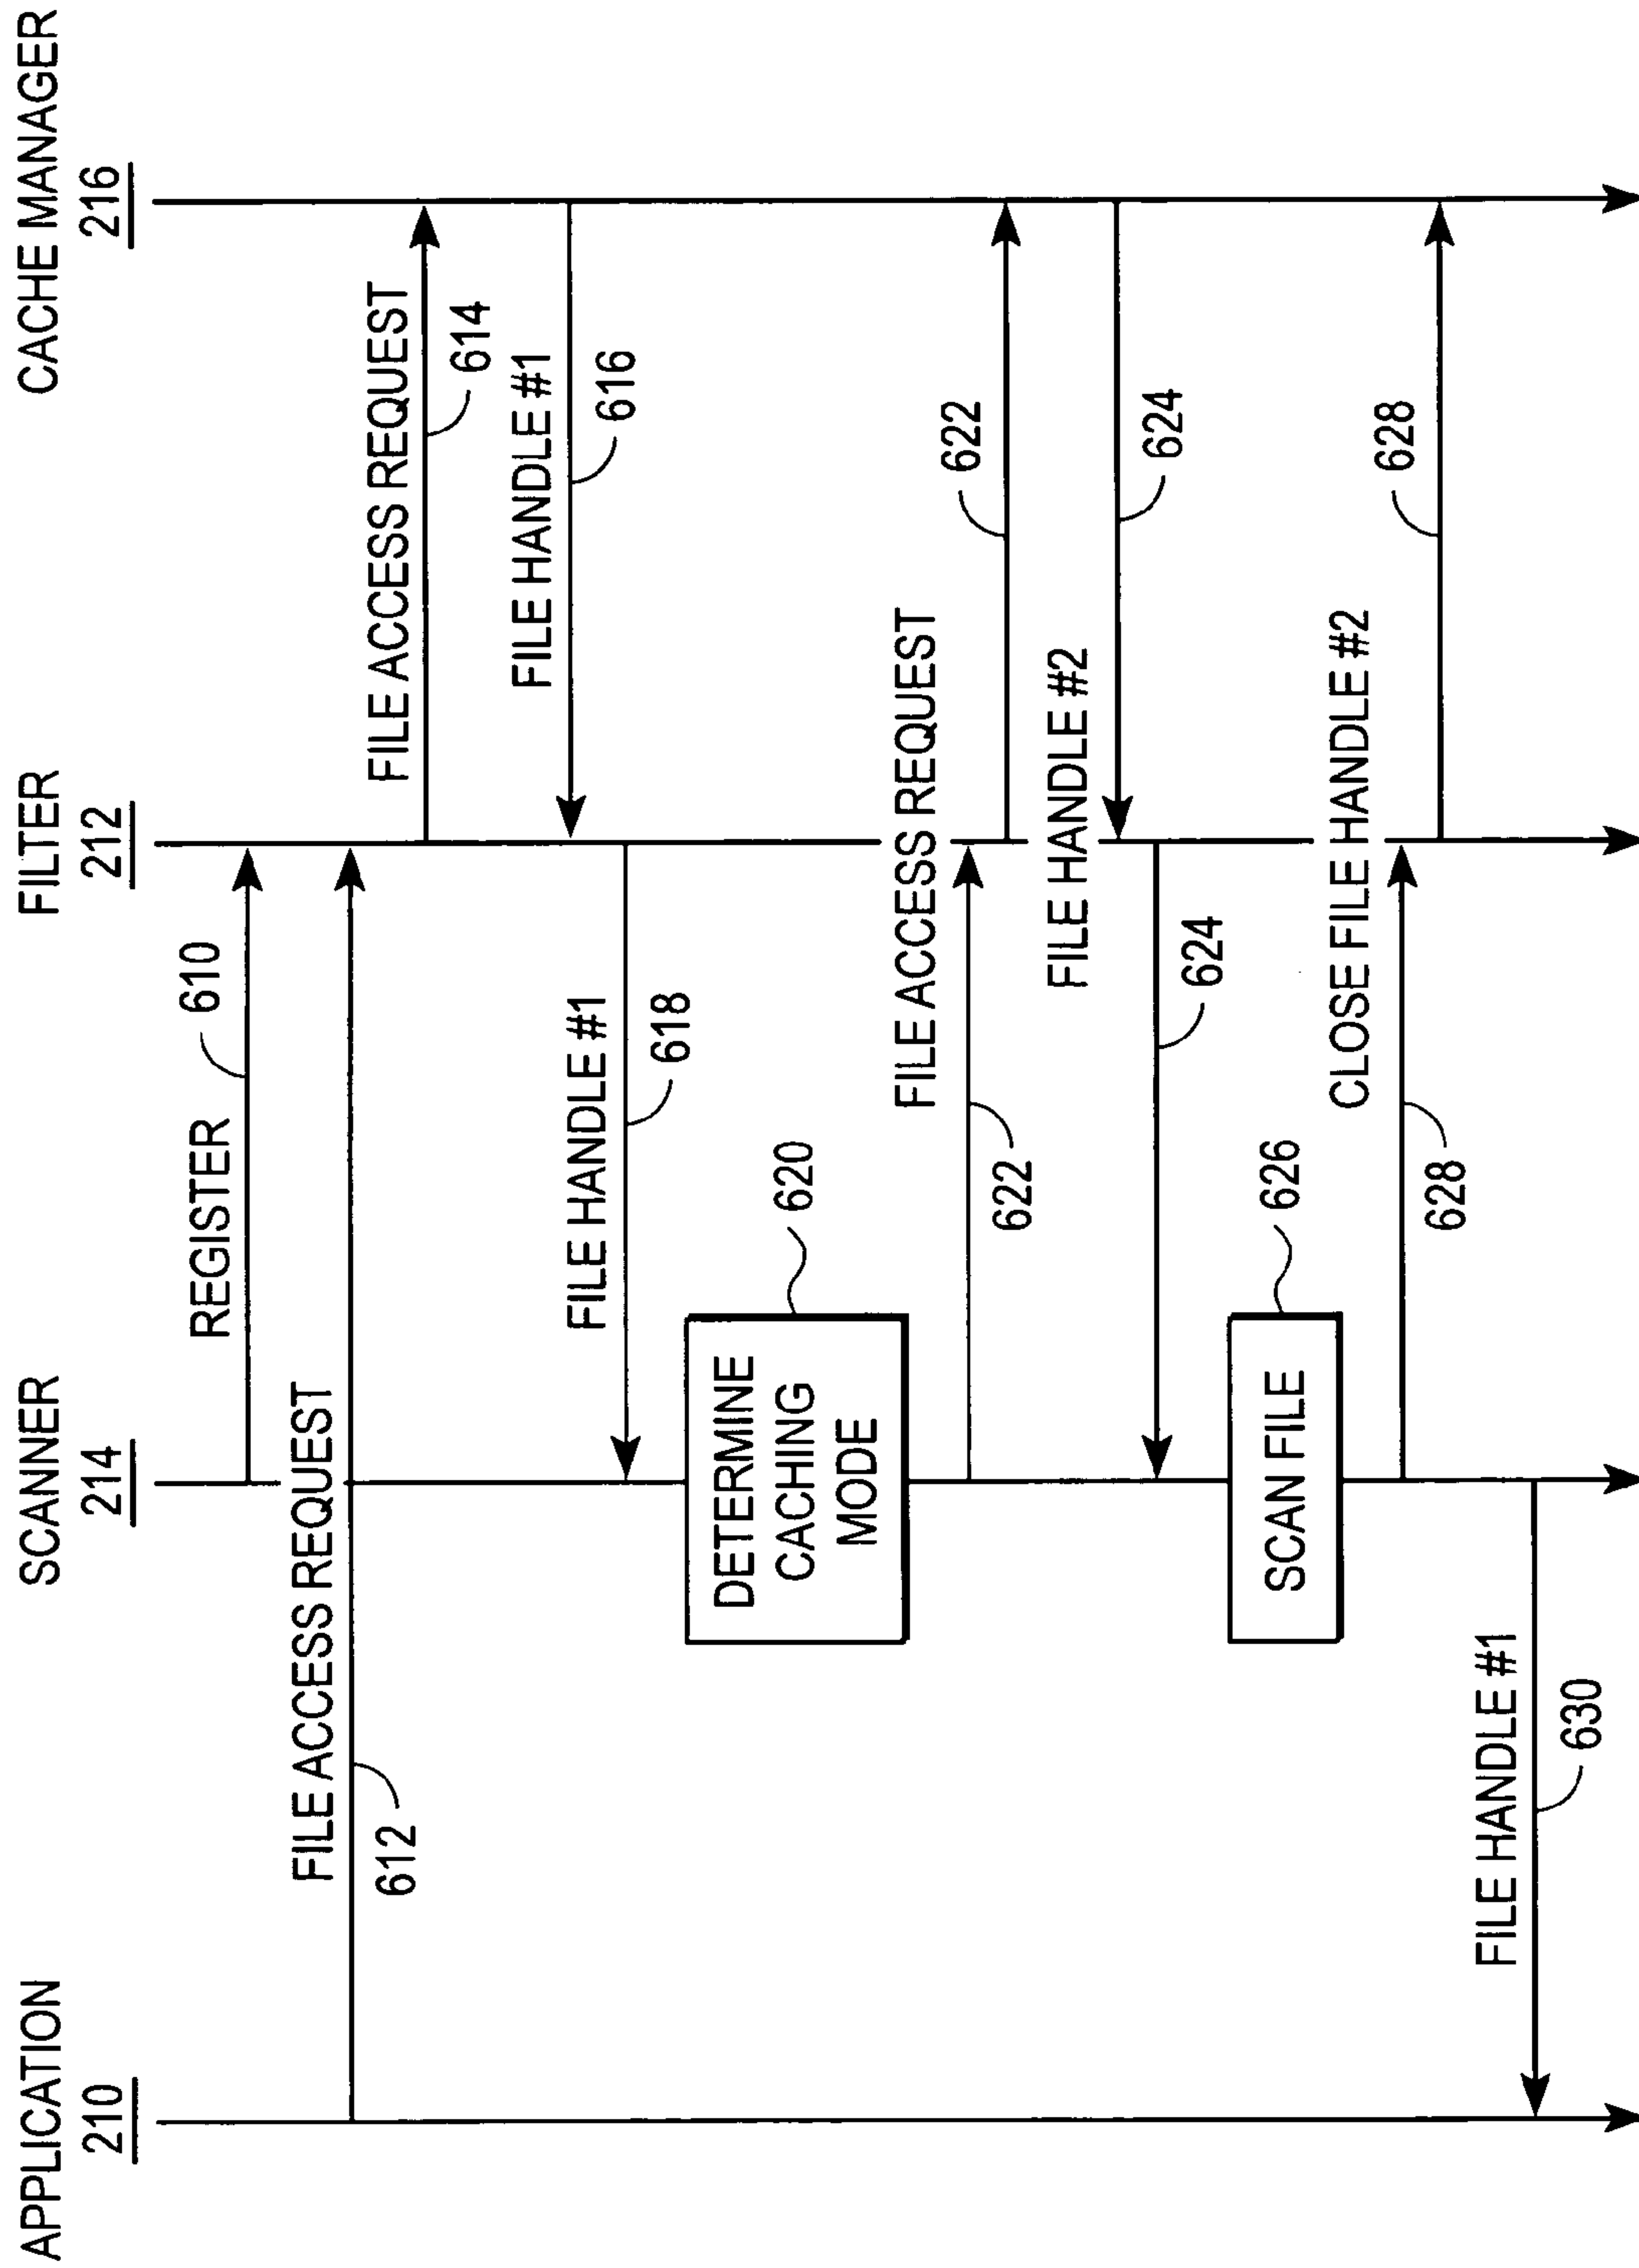 APPLICATION
210
SCANNER
214
FILTER
212
CACHE MANAGER
216
REGISTER
610
FILE ACCESS REQUEST
612
FILE ACCESS REQUEST
614
FILE HANDLE #1
616
FILE HANDLE #1
618
DETERMINE
CACHING
MODE
620
FILE ACCESS REQUEST
622
622
FILE HANDLE #2
624
624
SCAN FILE
626
CLOSE FILE HANDLE #2
628
628
FILE HANDLE #1
630